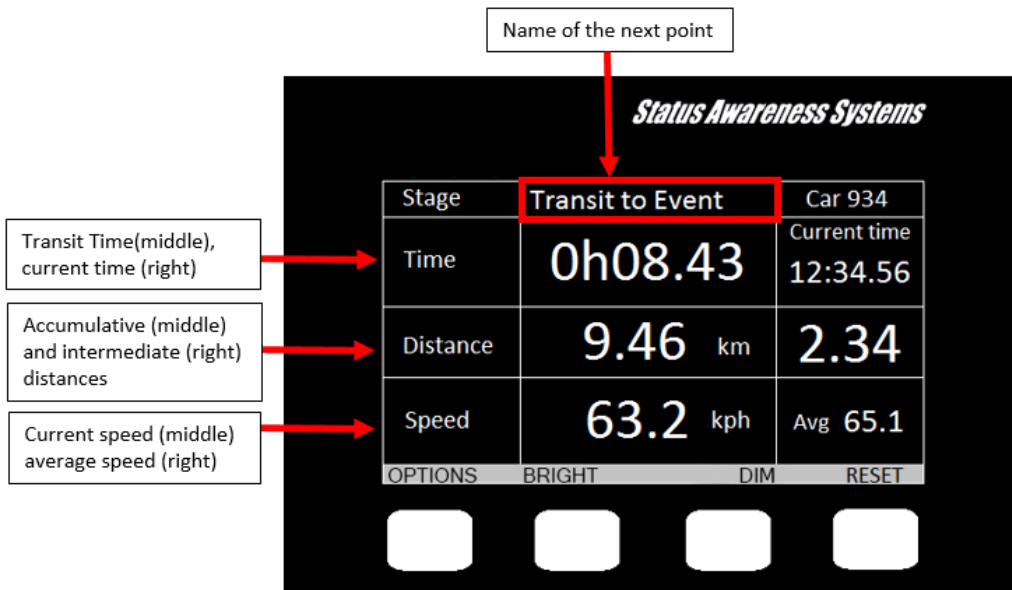 Name of the next point
Status Awareness Systems
Stage
Transit to Event
Car 934
Transit Time(middle),
current time (right)
Time
0h08.43
Current time
12:34.56
Accumulative (middle)
and intermediate (right)
distances
Distance
9.46 km
2.34
Current speed (middle)
average speed (right)
Speed
63.2 kph
Avg 65.1
OPTIONS
BRIGHT
DIM
RESET